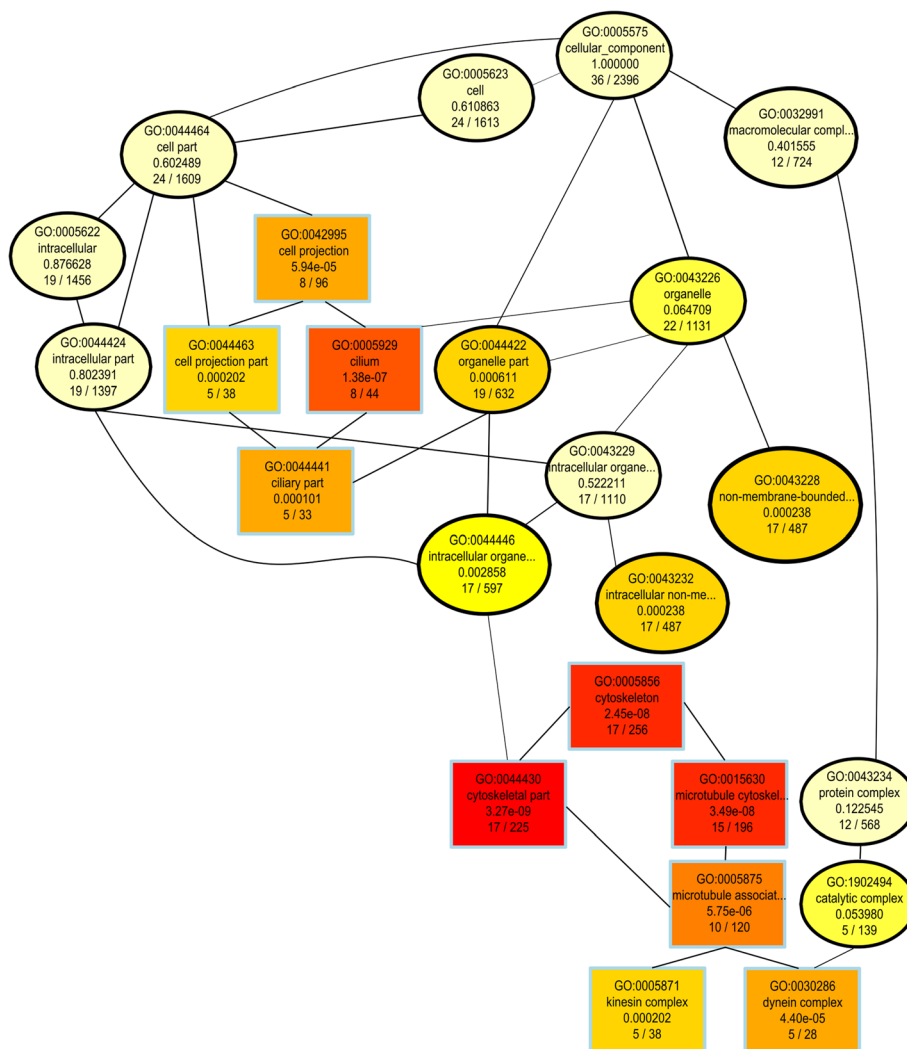 GO:0005575
cellular_component
1.000000
36 / 2396
GO:0005623
cell
0.610863
24 / 1613
GO:0032991
macromolecular compl...
0.401555
12 / 724
GO:0044464
cell part
0.602489
24 / 1609
GO:0005622
intracellular
0.876628
19 / 1456
GO:0042995
cell projection
5.94e-05
8 / 96
GO:0043226
organelle
0.064709
22 / 1131
GO:0044424
intracellular part
0.802391
19 / 1397
GO:0044463
cell projection part
0.000202
5 / 38
GO:0005929
cilium
1.38e-07
8 / 44
GO:0044422
organelle part
0.000611
19 / 632
GO:0044441
ciliary part
0.000101
5 / 33
GO:0043229
intracellular organe...
0.522211
17 / 1110
GO:0043228
non-membrane-bounded...
0.000238
17 / 487
GO:0044446
intracellular organe...
0.002858
17 / 597
GO:0043232
intracellular non-me...
0.000238
17 / 487
GO:0005856
cytoskeleton
2.45e-08
17 / 256
GO:0044430
cytoskeletal part
3.27e-09
17 / 225
GO:0015630
microtubule cytoskel...
3.49e-08
15 / 196
GO:0043234
protein complex
0.122545
12 / 568
GO:0005875
microtubule associat...
5.75e-06
10 / 120
GO:1902494
catalytic complex
0.053980
5 / 139
GO:0005871
kinesin complex
0.000202
5 / 38
GO:0030286
dynein complex
4.40e-05
5 / 28